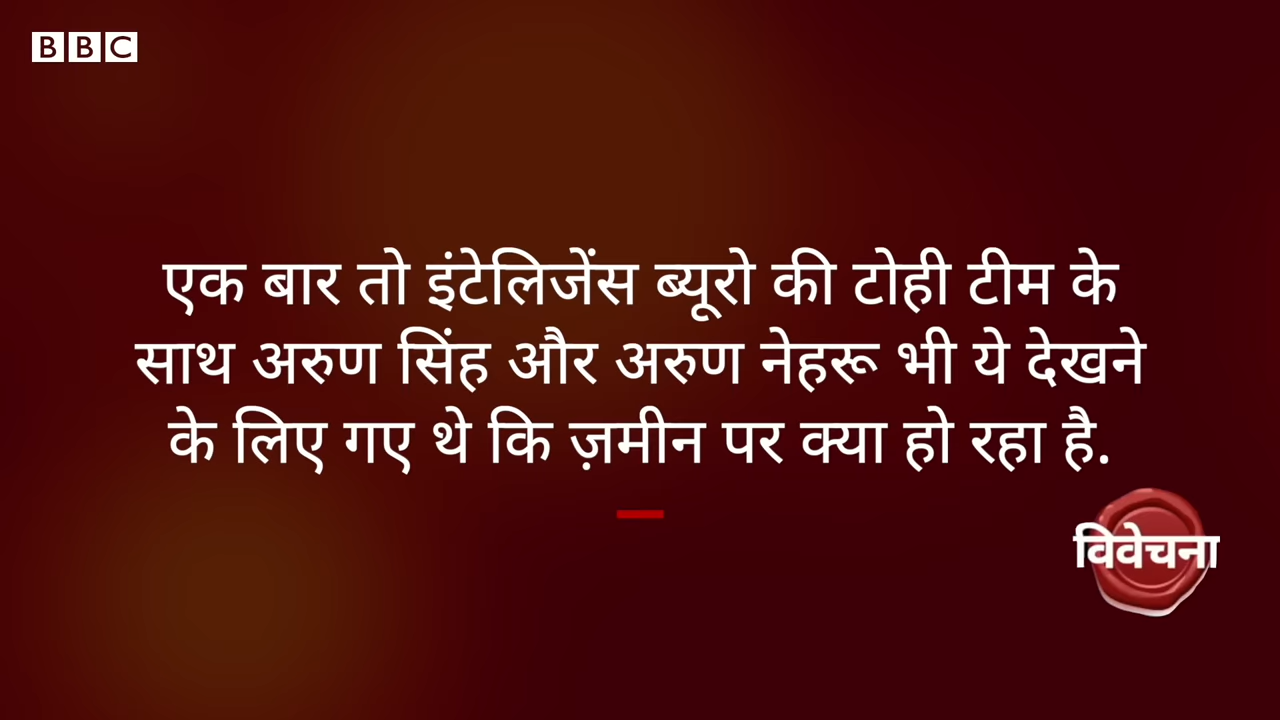 BBC
एक बार तो इंटेलिजेंस ब्यूरो की टोही टीम के
साथ अरुण सिंह और अरुण नेहरू भी ये देखने
के लिए गए थे कि ज़मीन पर क्या हो रहा है.
विवेचना